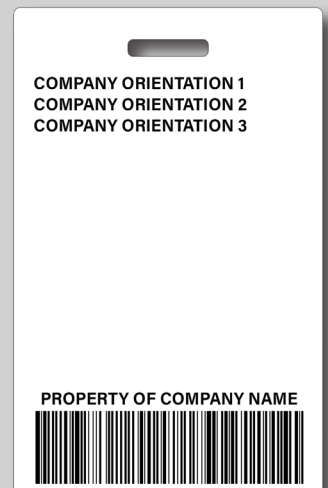 COMPANY ORIENTATION 1
COMPANY ORIENTATION 2
COMPANY ORIENTATION 3
PROPERTY OF COMPANY NAME